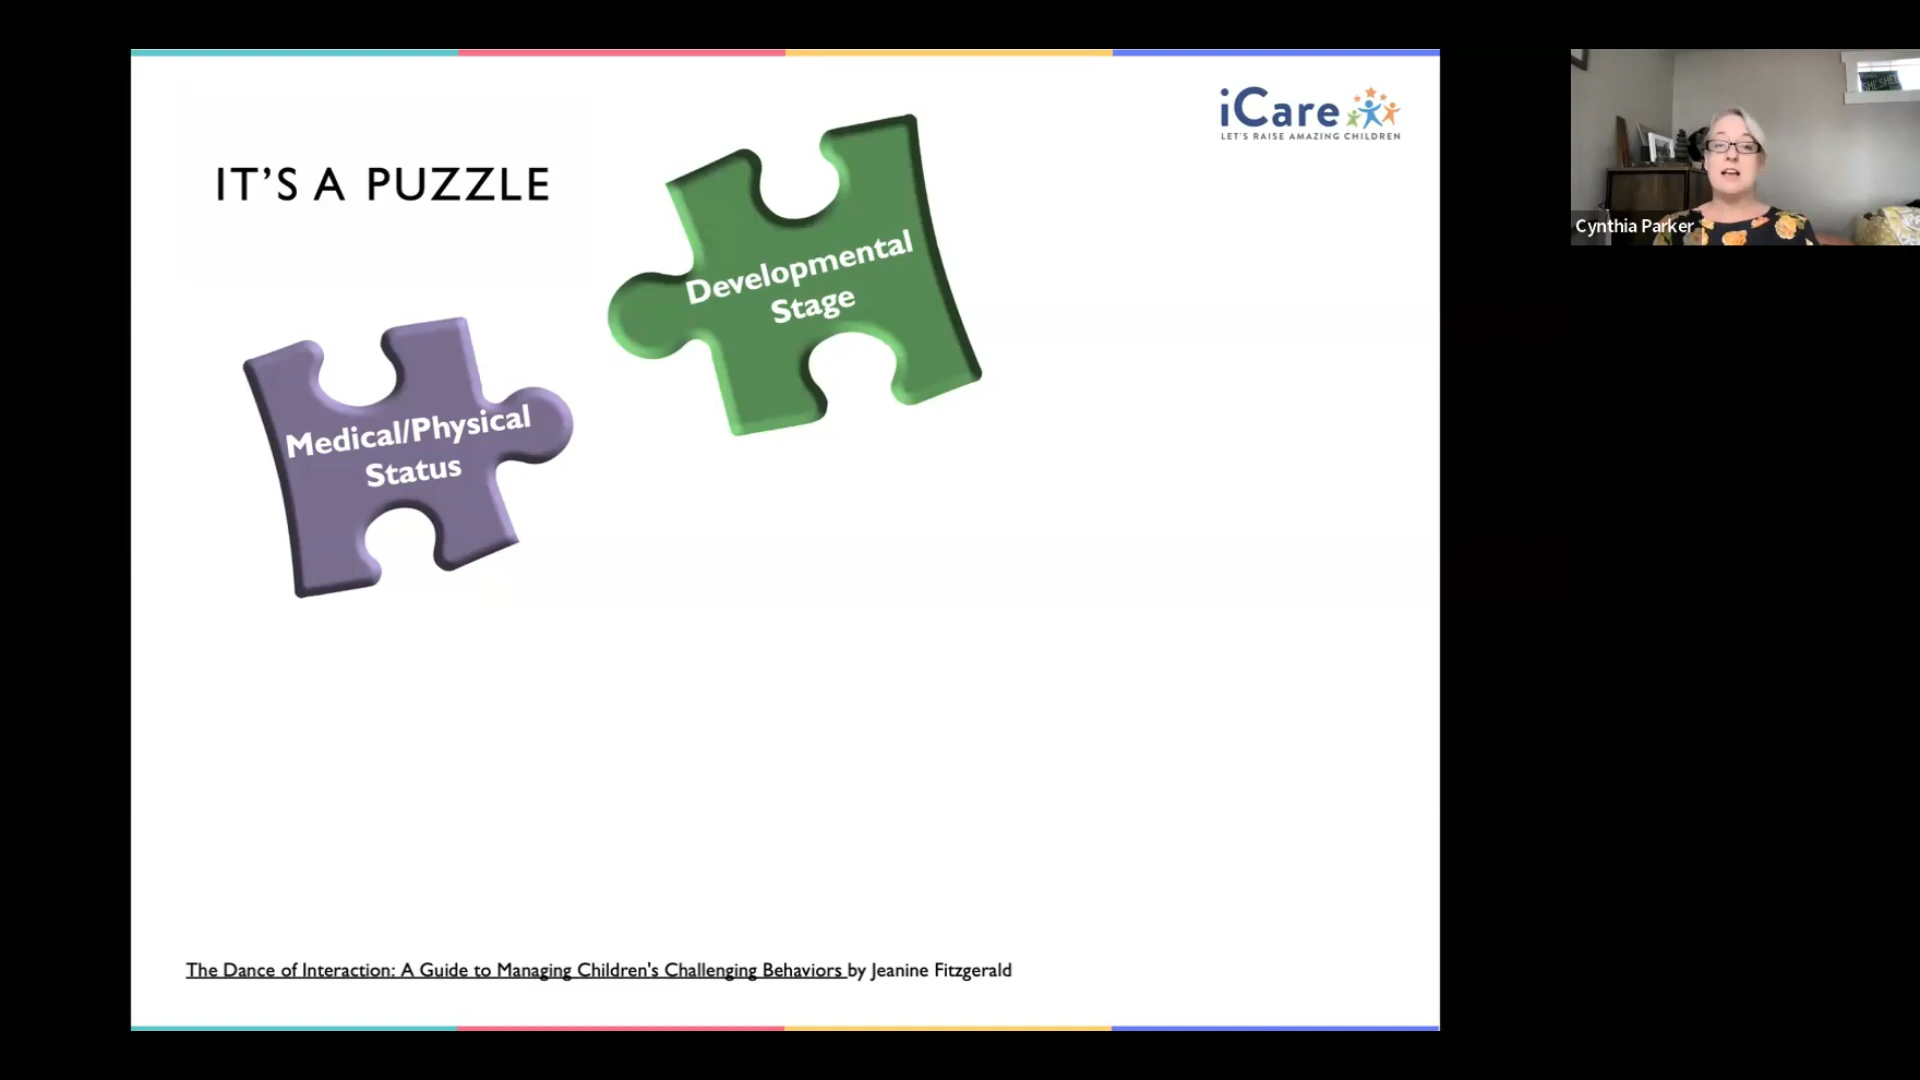 iCare
LET'S RAISE AMAZING CHILDREN
IT'S A PUZZLE
Developmental
Stage
Medical/Physical
Status
Cynthia Parker
The Dance of Interaction: A Guide to Managing Children's Challenging Behaviors by Jeanine Fitzgerald